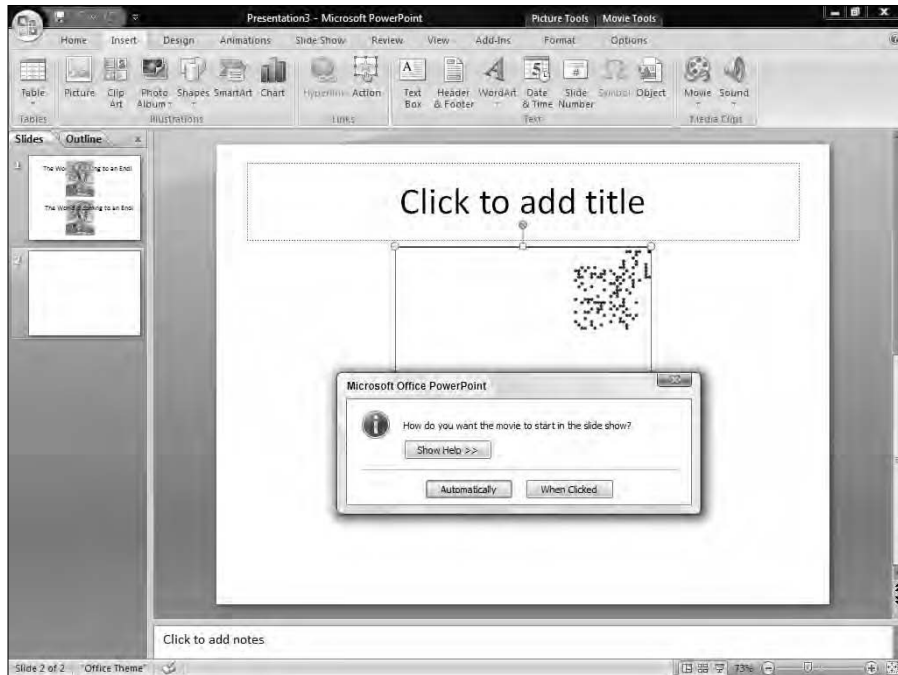 Presentation3 - Microsoft PowerPoint
Picture Tools Movie Tools
Home Insert Design Animations Slide Show Review View Add-Ins Format Options
Table Picture Clip Art Photo Album Shapes SmartArt Chart Hyperlink Action Text Box Header & Footer WordArt Date & Time Slide Number Symbol Object Movie Sound
Tables Illustrations Links Text Media Clips
Slides Outline x
1
2
Click to add title
Microsoft Office PowerPoint
How do you want the movie to start in the slide show?
Show Help >>
Automatically When Clicked
Click to add notes
Slide 2 of 2 "Office Theme" 73%